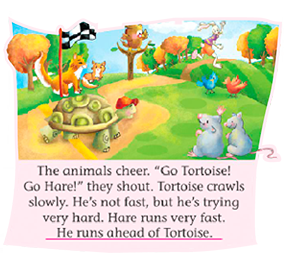 The animals cheer. “Go Tortoise!
Go Hare!” they shout. Tortoise crawls
slowly. He’s not fast, but he’s trying
very hard. Hare runs very fast.
He runs ahead of Tortoise.